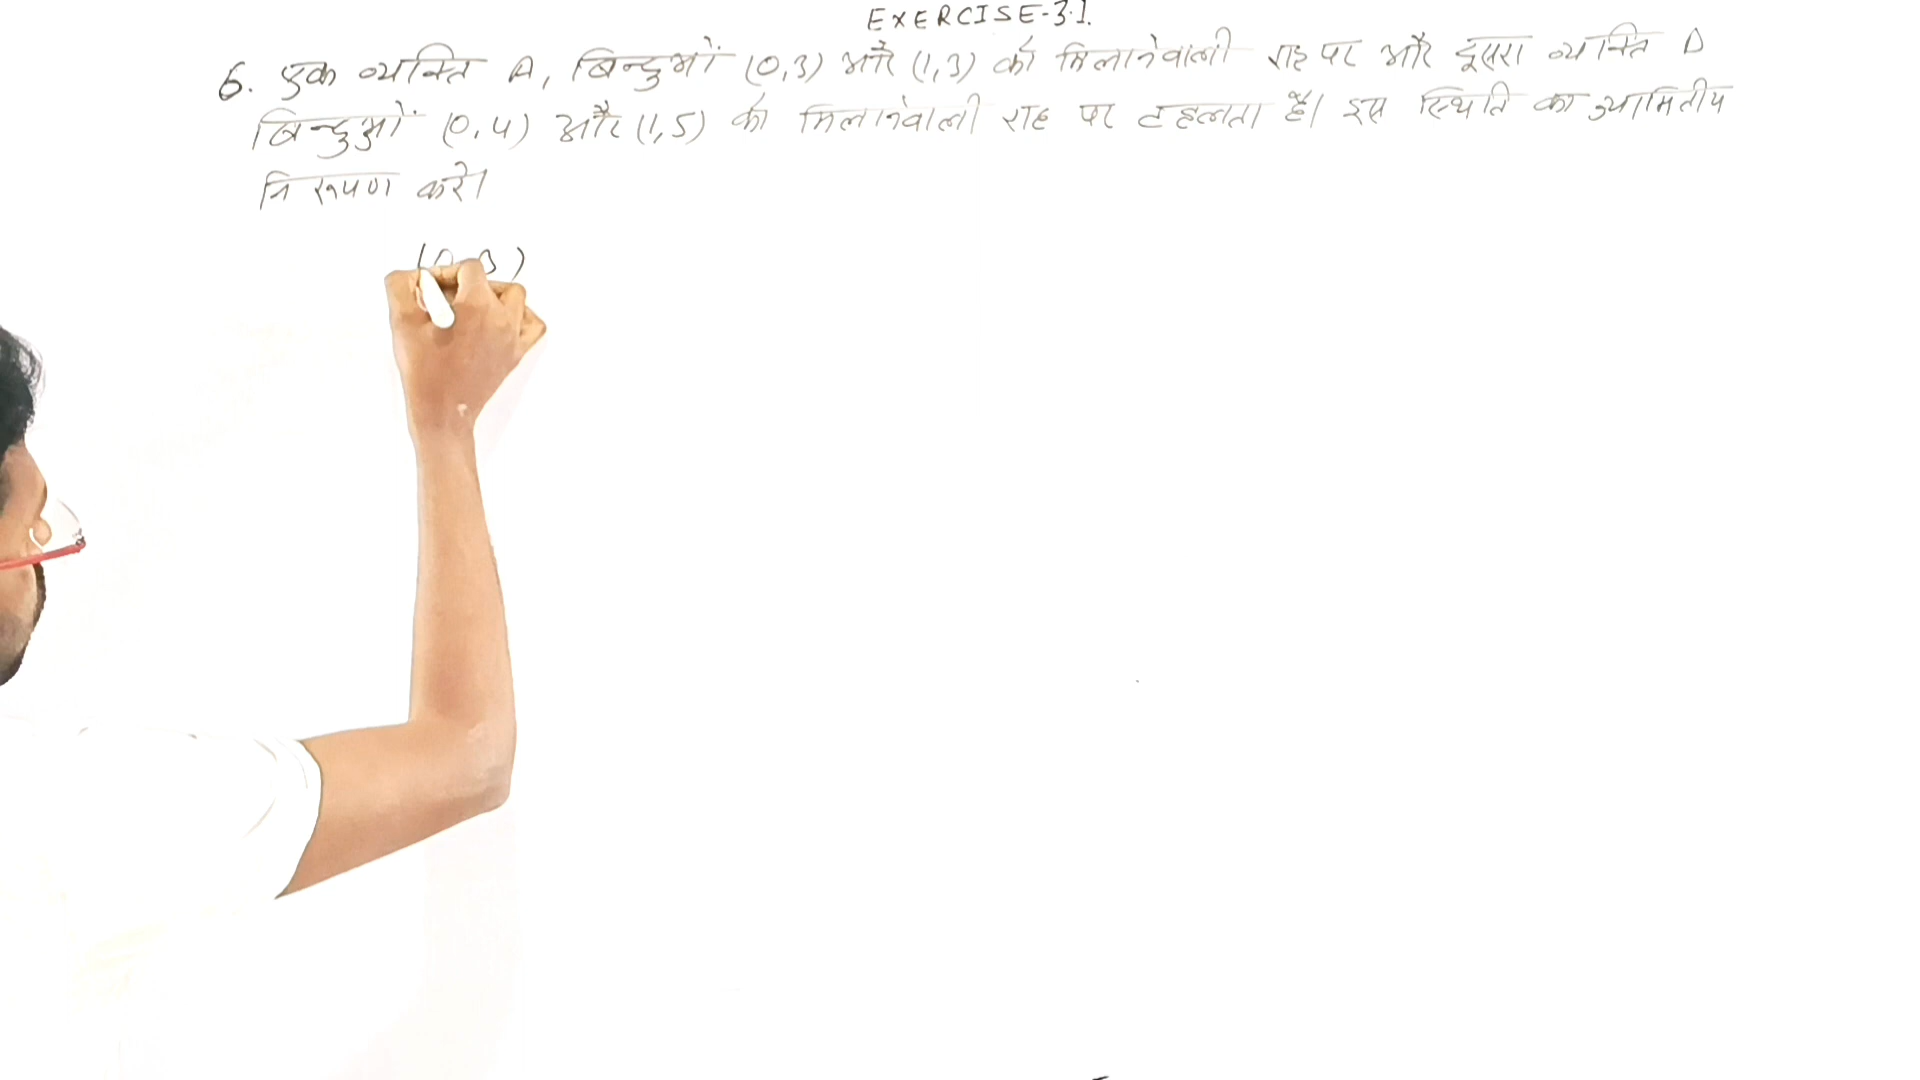 EXERCISE-3.1.
6. एक व्यक्ति A, बिन्दुओं (0,3) और (1,3) को मिलानेवाली राह पर और दूसरा व्यक्ति D
बिन्दुओं (0,4) और (1,5) को मिलानेवाली राह पर टहलता है। इस स्थिति का ज्यामितीय
निरूपण करें।